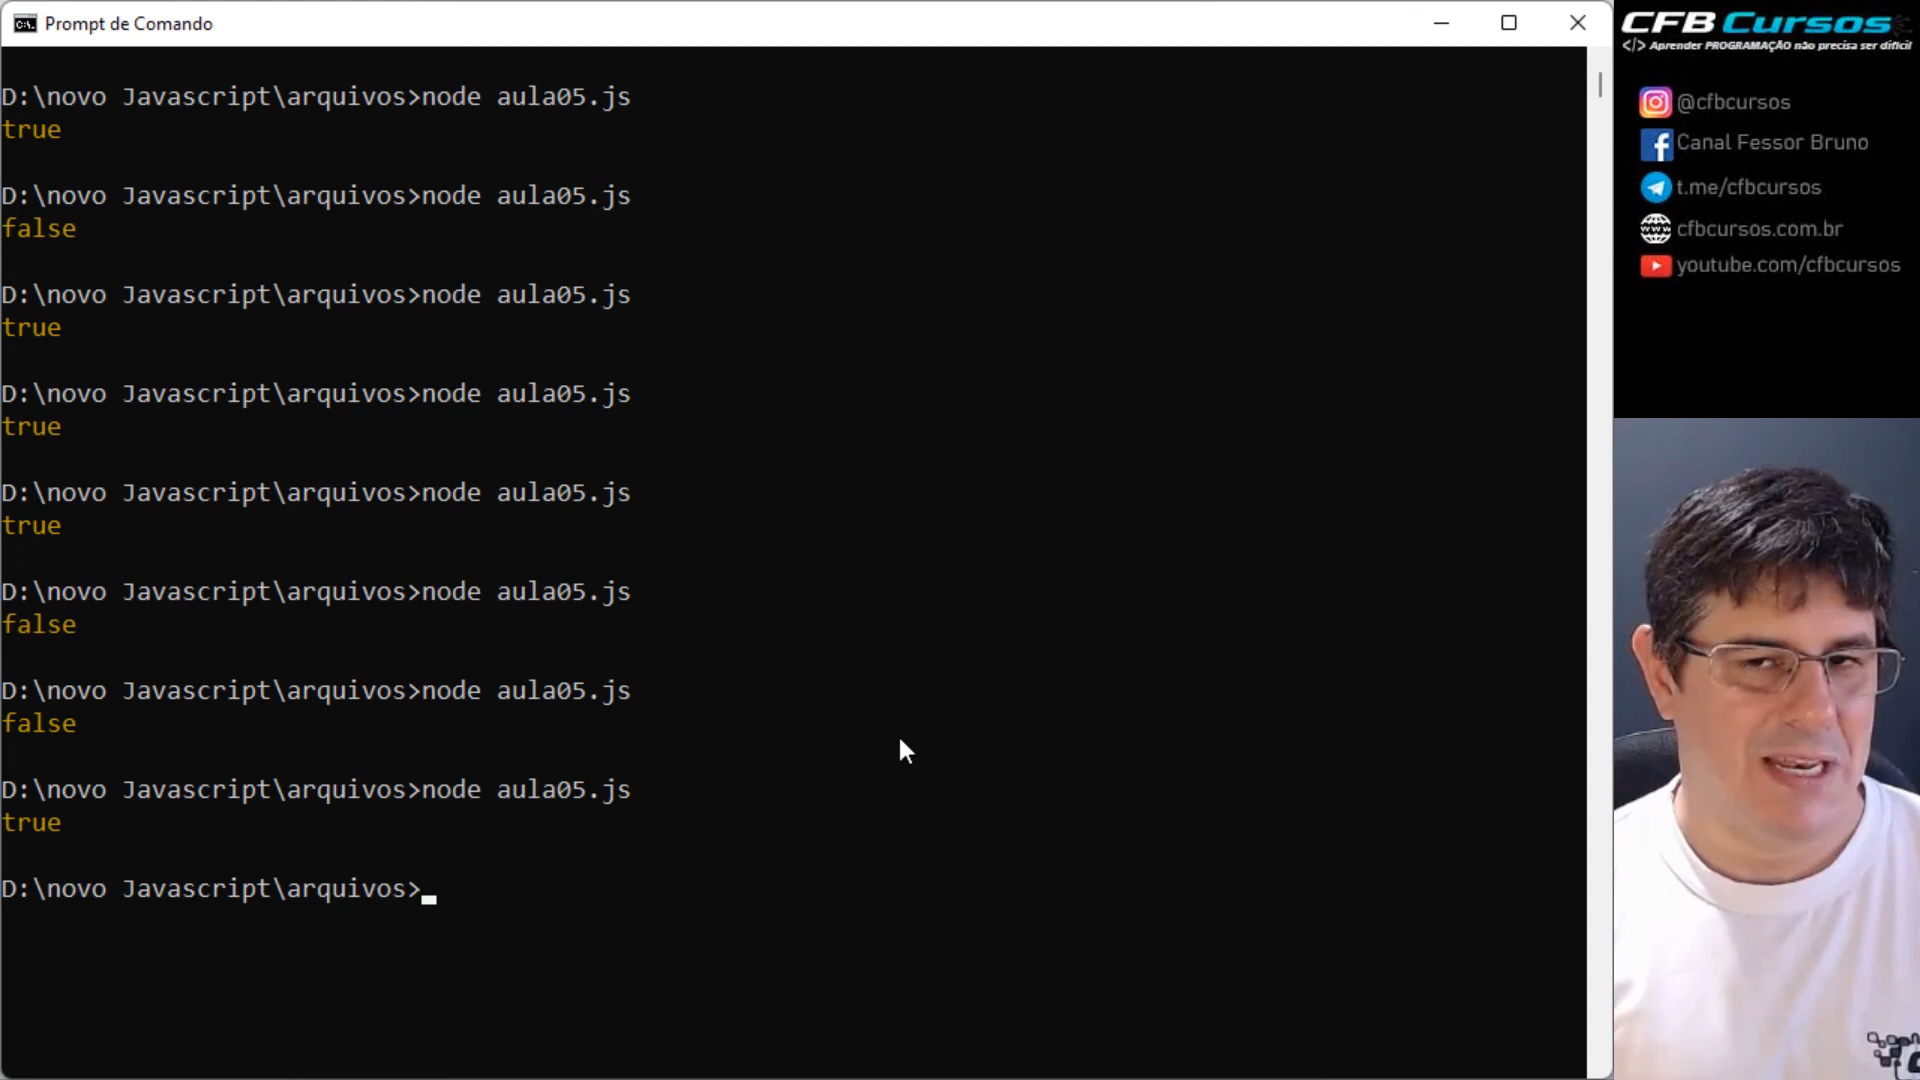 Prompt de Comando
D:\novo Javascript\arquivos>node aula05.js
true
D:\novo Javascript\arquivos>node aula05.js
false
D:\novo Javascript\arquivos>node aula05.js
true
D:\novo Javascript\arquivos>node aula05.js
true
D:\novo Javascript\arquivos>node aula05.js
true
D:\novo Javascript\arquivos>node aula05.js
false
D:\novo Javascript\arquivos>node aula05.js
false
D:\novo Javascript\arquivos>node aula05.js
true
D:\novo Javascript\arquivos>
CFB Cursos
</> Aprender PROGRAMAÇÃO não precisa ser difícil
@cfbcursos
Canal Fessor Bruno
t.me/cfbcursos
cfbcursos.com.br
youtube.com/cfbcursos